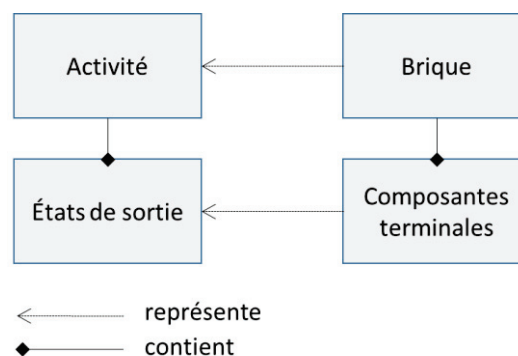 Activité
Brique
États de sortie
Composantes
terminales
représente
contient